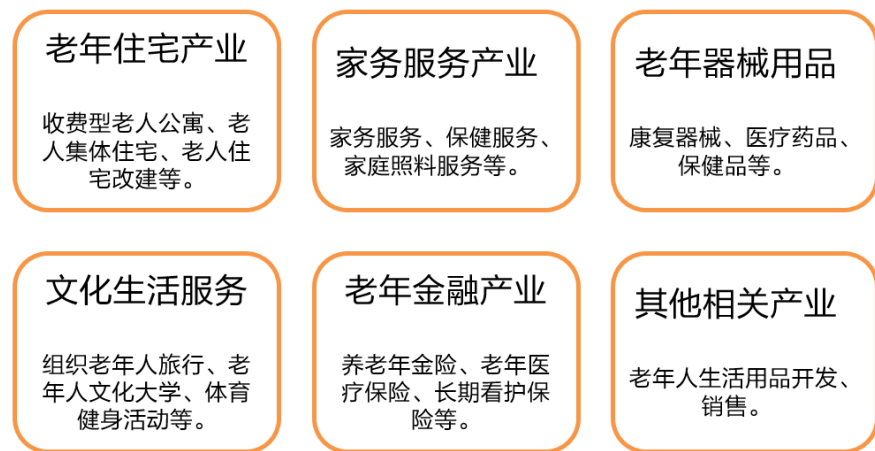 老年住宅产业
收费型老人公寓、老
人集体住宅、老人住
宅改建等。
家务服务产业
家务服务、保健服务、
家庭照料服务等。
老年器械用品
康复器械、医疗药品、
保健品等。
文化生活服务
组织老年人旅行、老
年人文化大学、体育
健身活动等。
老年金融产业
养老年金险、老年医
疗保险、长期看护保
险等。
其他相关产业
老年人生活用品开发、
销售。